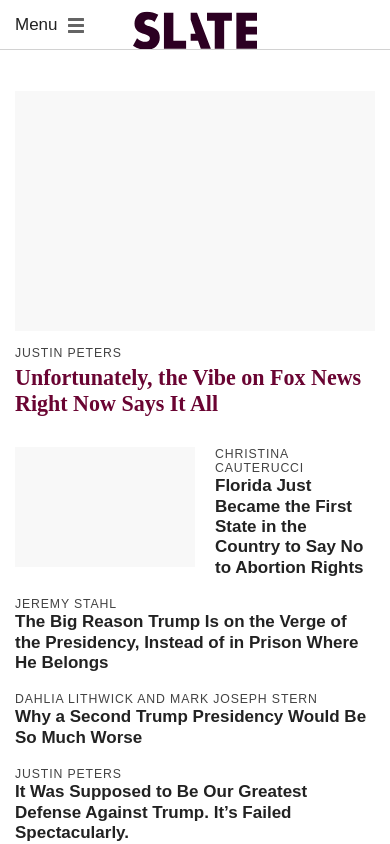 Menu
SLATE
JUSTIN PETERS
Unfortunately, the Vibe on Fox News
Right Now Says It All
CHRISTINA
CAUTERUCCI
Florida Just
Became the First
State in the
Country to Say No
to Abortion Rights
JEREMY STAHL
The Big Reason Trump Is on the Verge of
the Presidency, Instead of in Prison Where
He Belongs
DAHLIA LITHWICK AND MARK JOSEPH STERN
Why a Second Trump Presidency Would Be
So Much Worse
JUSTIN PETERS
It Was Supposed to Be Our Greatest
Defense Against Trump. It’s Failed
Spectacularly.